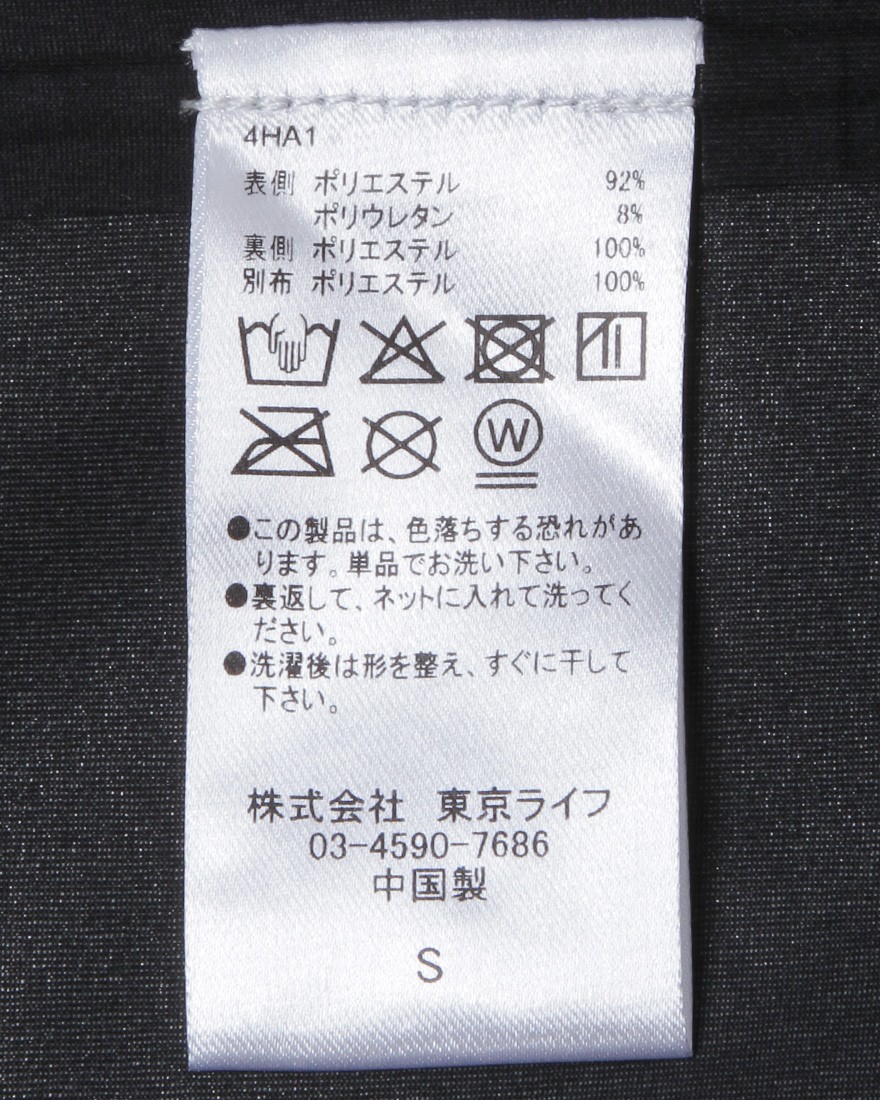 4HA1
表側 ポリエステル 92%
ポリウレタン 8%
裏側 ポリエステル 100%
別布 ポリエステル 100%
W
●この製品は、色落ちする恐れがあ
ります。単品でお洗い下さい。
●裏返して、ネットに入れて洗ってく
ださい。
●洗濯後は形を整え、すぐに干して
下さい。
株式会社 東京ライフ
03-4590-7686
中国製
S